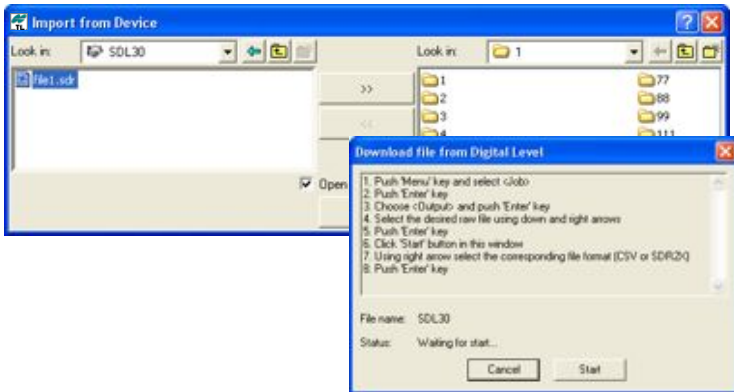 TL Import from Device
Look in: SDL30 Look in: 1
file1.sdr
>>
<<
1 77
2 88
3 99
4 111
Open
Download file from Digital Level
1. Push 'Menu' key and select <Job>
2. Push 'Enter' key
3. Choose <Output> and push 'Enter' key
4. Select the desired raw file using down and right arrows
5. Push 'Enter' key
6. Click 'Start' button in this window
7. Using right arrow select the corresponding file format (CSV or SDR2X)
8. Push 'Enter' key
File name: SDL30
Status: Waiting for start...
Cancel Start